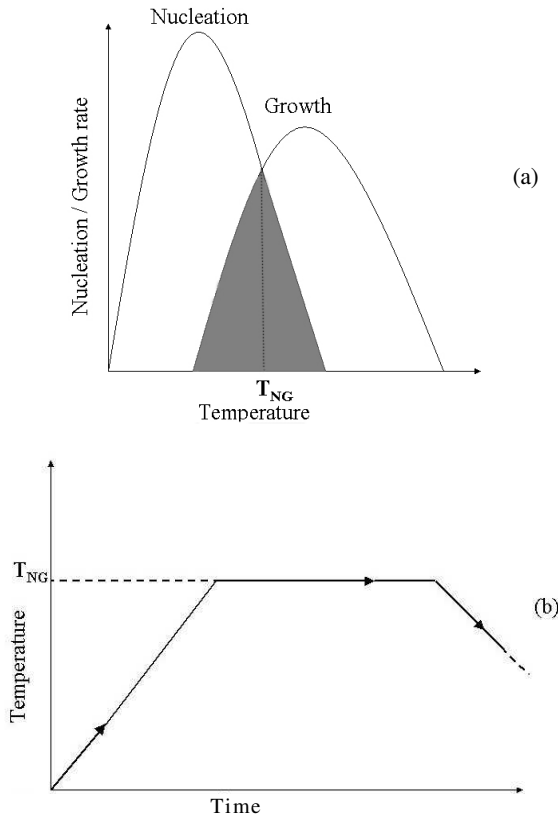 Nucleation
Growth
Nucleation / Growth rate
(a)
T_NG
Temperature
T_NG
Temperature
(b)
Time